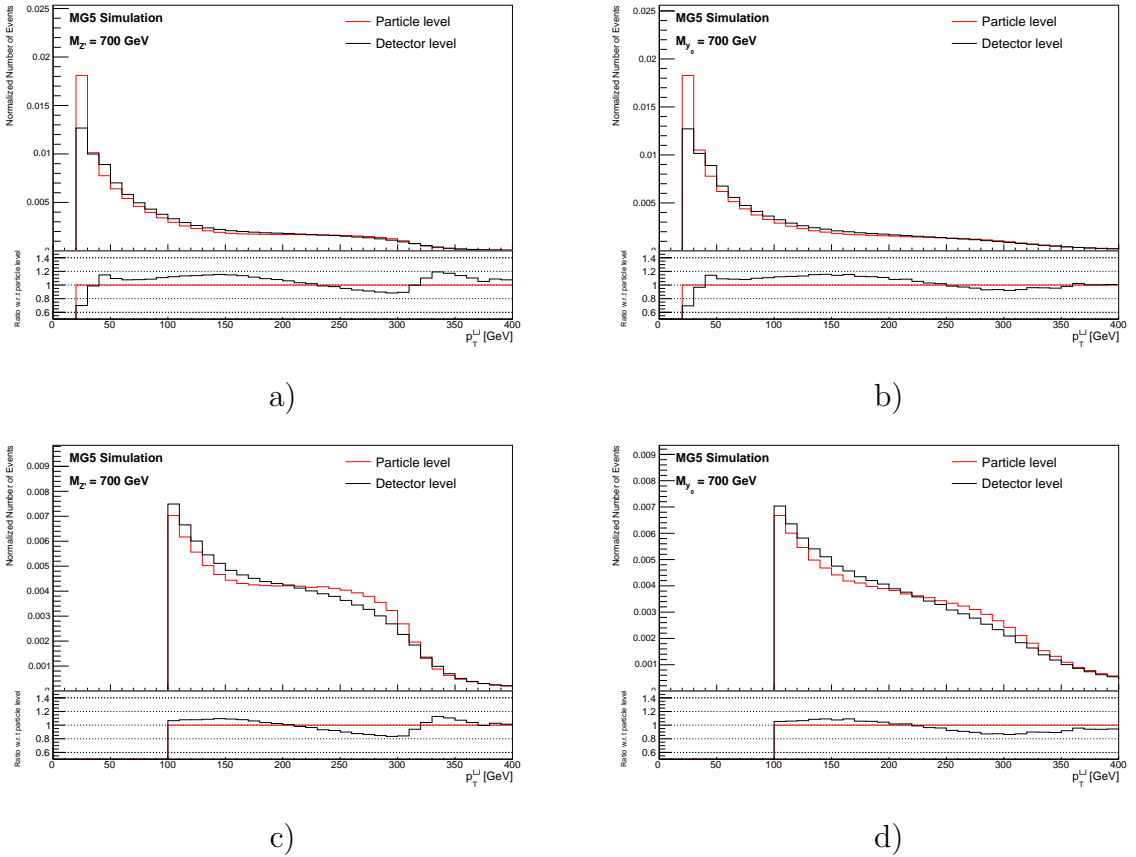 Normalized Number of Events
0.025
0.02
0.015
0.01
0.005
0
MG5 Simulation
M_Z' = 700 GeV
Particle level
Detector level
Ratio w.r.t particle level
1.4
1.2
1
0.8
0.6
0 50 100 150 200 250 300 350 400
p_T^LJ [GeV]
a)
Normalized Number of Events
0.025
0.02
0.015
0.01
0.005
0
MG5 Simulation
M_y_0 = 700 GeV
Particle level
Detector level
Ratio w.r.t particle level
1.4
1.2
1
0.8
0.6
0 50 100 150 200 250 300 350 400
p_T^LJ [GeV]
b)
Normalized Number of Events
0.009
0.008
0.007
0.006
0.005
0.004
0.003
0.002
0.001
0
MG5 Simulation
M_Z' = 700 GeV
Particle level
Detector level
Ratio w.r.t particle level
1.4
1.2
1
0.8
0.6
0 50 100 150 200 250 300 350 400
p_T^LJ [GeV]
c)
Normalized Number of Events
0.009
0.008
0.007
0.006
0.005
0.004
0.003
0.002
0.001
0
MG5 Simulation
M_y_0 = 700 GeV
Particle level
Detector level
Ratio w.r.t particle level
1.4
1.2
1
0.8
0.6
0 50 100 150 200 250 300 350 400
p_T^LJ [GeV]
d)